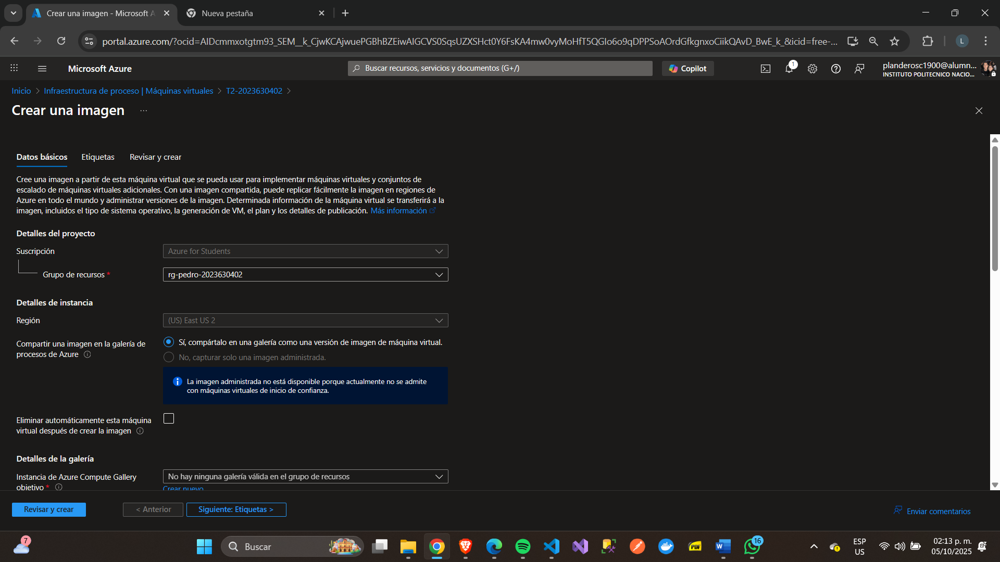 Crear una imagen - Microsoft A
Nueva pestaña
portal.azure.com/?ocid=AIDcmmxotgtm93_SEM__k_CjwKCAjwuePGBhBZEiwAIGCVS0SqsUZXSHct0Y6FsKA4mw0vyMoHfT5QGIo6o9qDPPSoAOrdGfkgnxoCiikQAvD_BwE_k_&icid=free-...
L
Microsoft Azure
Buscar recursos, servicios y documentos (G+/)
Copilot
1
planderosc1900@alumn...
INSTITUTO POLITECNICO NACIO...
Inicio > Infraestructura de proceso | Máquinas virtuales > T2-2023630402 >
Crear una imagen ...
Datos básicos
Etiquetas
Revisar y crear
Cree una imagen a partir de esta máquina virtual que se pueda usar para implementar máquinas virtuales y conjuntos de
escalado de máquinas virtuales adicionales. Con una imagen compartida, puede replicar fácilmente la imagen en regiones de
Azure en todo el mundo y administrar versiones de la imagen. Determinada información de la máquina virtual se transferirá a la
imagen, incluidos el tipo de sistema operativo, la generación de VM, el plan y los detalles de publicación. Más información
Detalles del proyecto
Suscripción
Azure for Students
Grupo de recursos *
rg-pedro-2023630402
Detalles de instancia
Región
(US) East US 2
Compartir una imagen en la galería de
procesos de Azure
Sí, compártalo en una galería como una versión de imagen de máquina virtual.
No, capturar solo una imagen administrada.
La imagen administrada no está disponible porque actualmente no se admite
con máquinas virtuales de inicio de confianza.
Eliminar automáticamente esta máquina
virtual después de crear la imagen
Detalles de la galería
Instancia de Azure Compute Gallery
objetivo *
No hay ninguna galería válida en el grupo de recursos
Crear nuevo
Revisar y crear
< Anterior
Siguiente: Etiquetas >
Enviar comentarios
7
Buscar
PDF
W
16
ESP
US
02:13 p. m.
05/10/2025